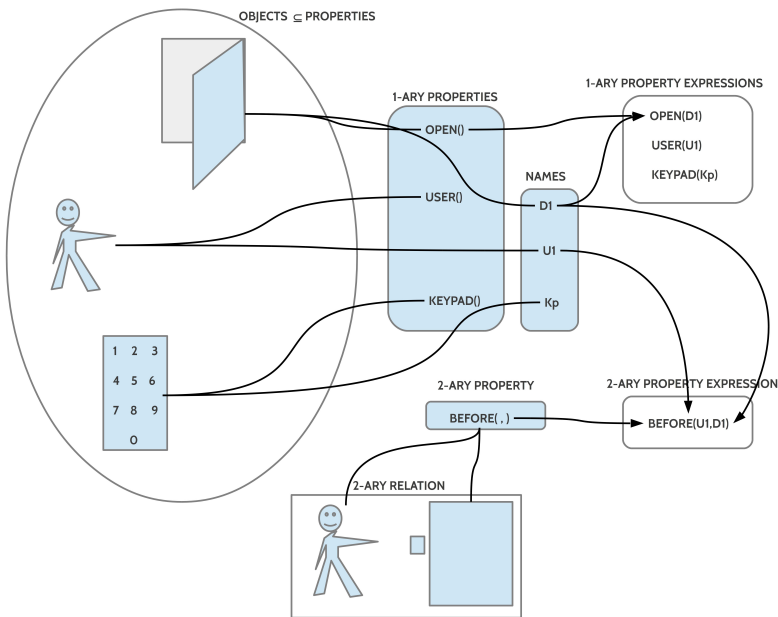 OBJECTS ⊆ PROPERTIES
1-ARY PROPERTY EXPRESSIONS
1-ARY PROPERTIES
OPEN()
OPEN(D1)
USER(U1)
KEYPAD(Kp)
NAMES
USER()
D1
U1
KEYPAD()
Kp
1 2 3
4 5 6
7 8 9
0
2-ARY PROPERTY
2-ARY PROPERTY EXPRESSION
BEFORE( , )
BEFORE(U1,D1)
2-ARY RELATION